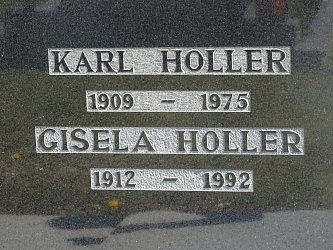 KARL HOLLER
1909 - 1975
GISELA HOLLER
1912 - 1992